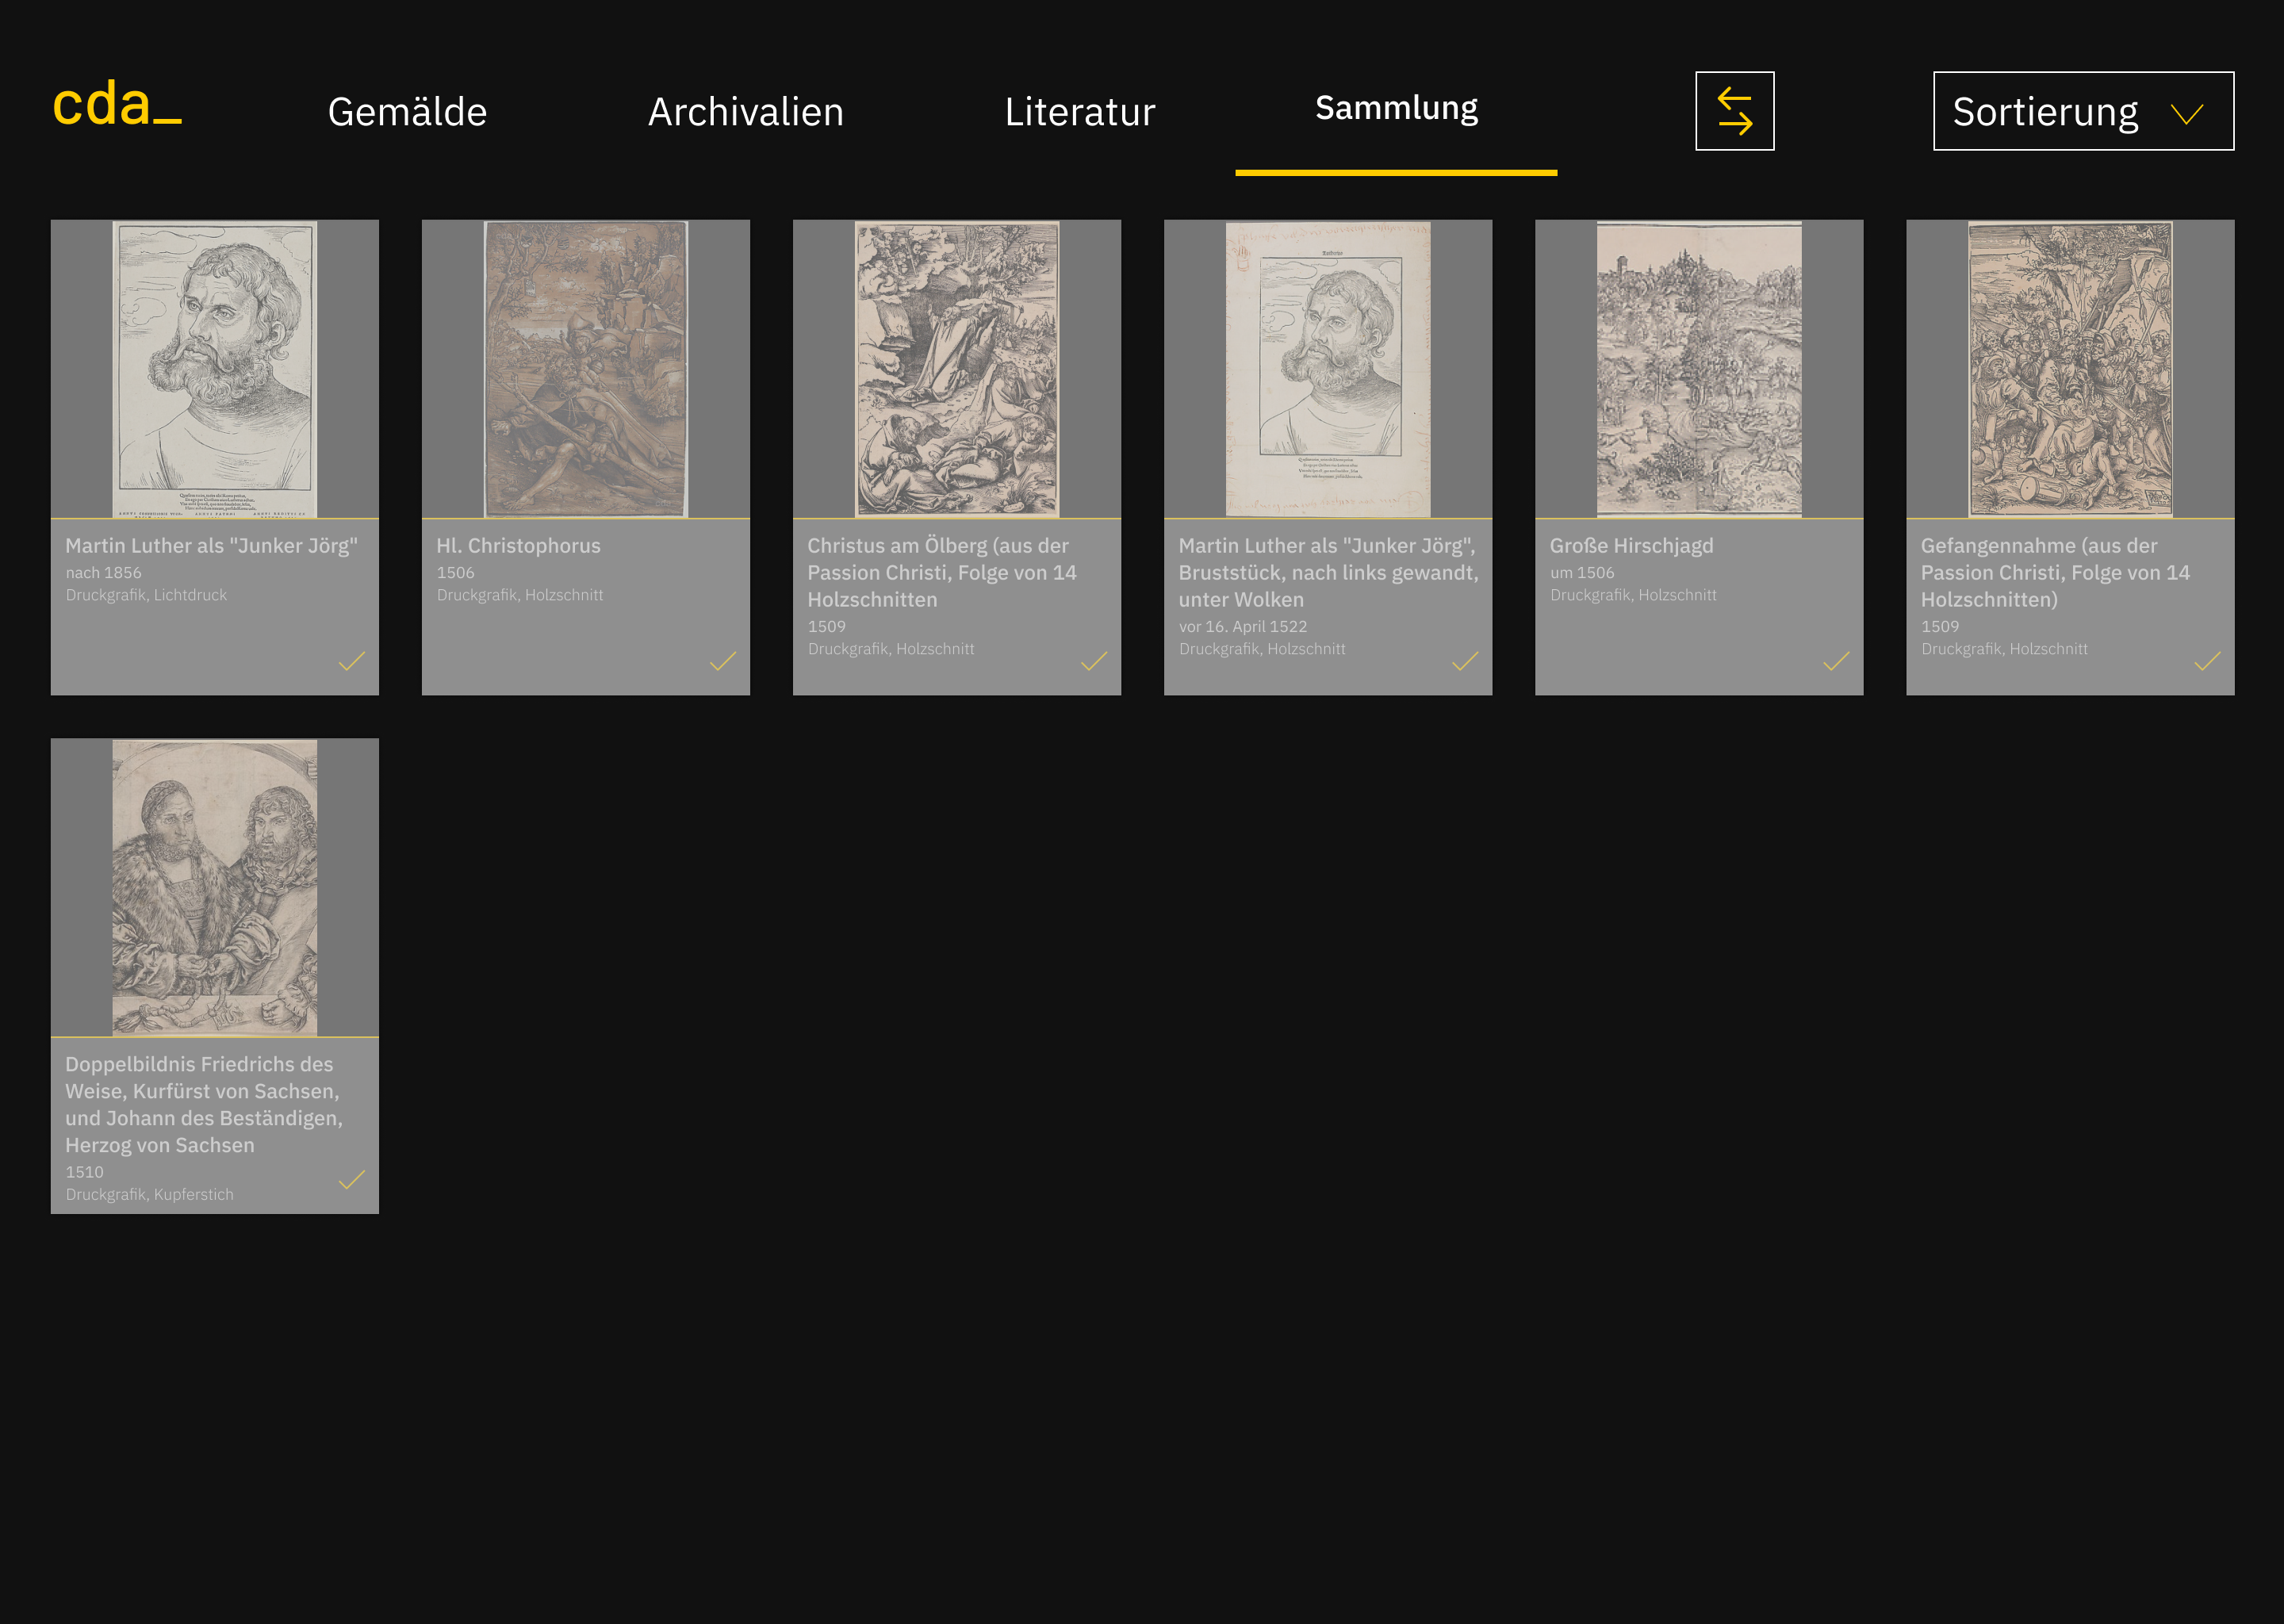 cda_
Gemälde
Archivalien
Literatur
Sammlung
Sortierung
Martin Luther als "Junker Jörg"
nach 1856
Druckgrafik, Lichtdruck
Hl. Christophorus
1506
Druckgrafik, Holzschnitt
Christus am Ölberg (aus der
Passion Christi, Folge von 14
Holzschnitten
1509
Druckgrafik, Holzschnitt
Martin Luther als "Junker Jörg",
Bruststück, nach links gewandt,
unter Wolken
vor 16. April 1522
Druckgrafik, Holzschnitt
Große Hirschjagd
um 1506
Druckgrafik, Holzschnitt
Gefangennahme (aus der
Passion Christi, Folge von 14
Holzschnitten)
1509
Druckgrafik, Holzschnitt
Doppelbildnis Friedrichs des
Weise, Kurfürst von Sachsen,
und Johann des Beständigen,
Herzog von Sachsen
1510
Druckgrafik, Kupferstich